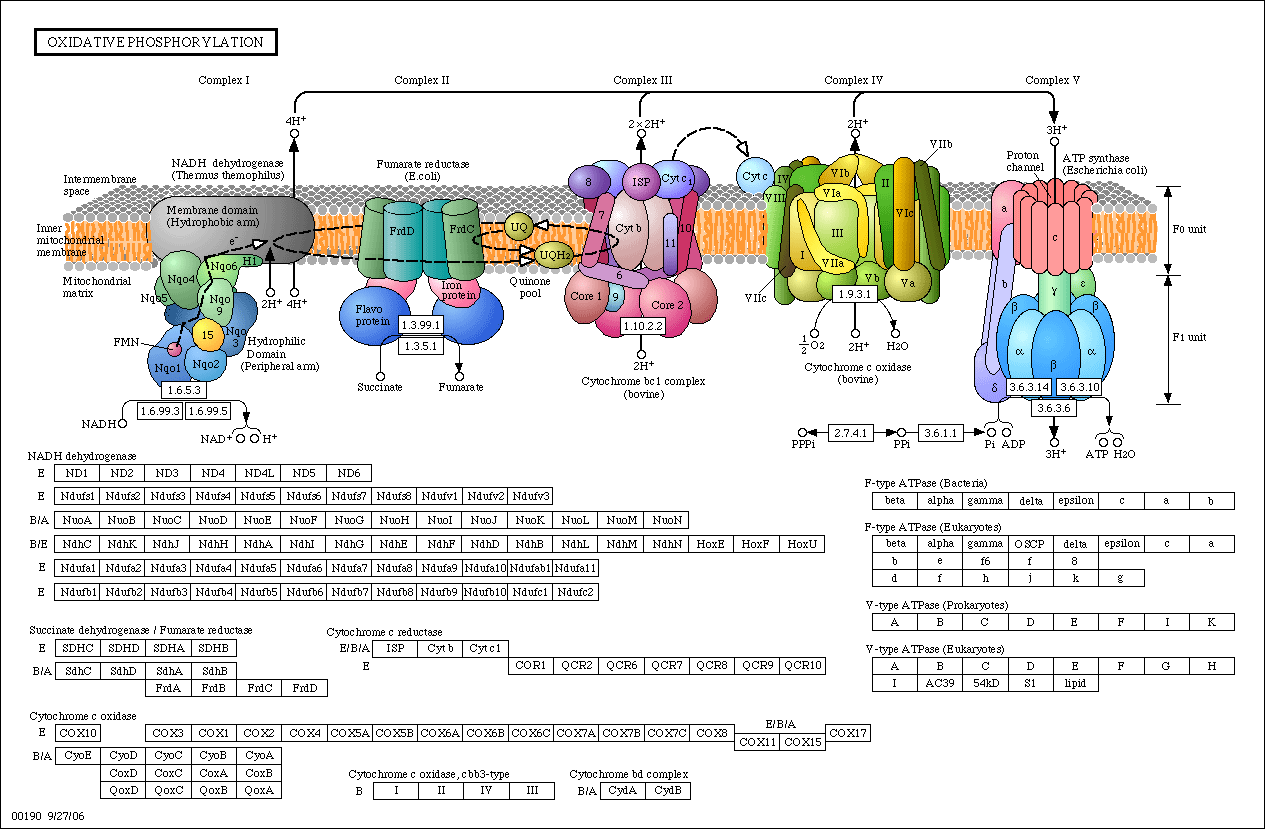 OXIDATIVE PHOSPHORYLATION
Complex I
Complex II
Complex III
Complex IV
Complex V
4H+
2×2H+
2H+
3H+
NADH dehydrogenase
(Thermus themophilus)
Fumarate reductase
(E.coli)
VIIb
Proton
channel
ATP synthase
(Escherichia coli)
Intermembrane
space
Inner
mitochondrial
membrane
Mitochondrial
matrix
Membrane domain
(Hydrophobic arm)
e-
H1
Nqo4
Nqo6
Nqo5
Nqo
9
15
Nqo
3
FMN
Nqo1
Nqo2
Hydrophilic
Domain
(Peripheral arm)
2H+
4H+
1.6.5.3
1.6.99.3
1.6.99.5
NADH
NAD+
H+
FrdD
FrdC
Iron
protein
Flavo
protein
1.3.99.1
1.3.5.1
Succinate
Fumarate
UQ
UQH2
Quinone
pool
8
ISP
Cyt c1
7
Cyt b
11
10
6
Core 1
9
Core 2
1.10.2.2
2H+
Cytochrome bc1 complex
(bovine)
Cyt c
IV
VIb
II
VIII
VIa
VIc
III
I
VIIa
Vb
Va
VIIc
1.9.3.1
1/2 O2
2H+
H2O
Cytochrome c oxidase
(bovine)
a
c
b
γ
ε
β
β
α
α
β
δ
3.6.3.14
3.6.3.10
3.6.3.6
F0 unit
F1 unit
PPPi
2.7.4.1
PPi
3.6.1.1
Pi
ADP
3H+
ATP
H2O
NADH dehydrogenase
E ND1 ND2 ND3 ND4 ND4L ND5 ND6
E Ndufs1 Ndufs2 Ndufs3 Ndufs4 Ndufs5 Ndufs6 Ndufs7 Ndufs8 Ndufv1 Ndufv2 Ndufv3
B/A NuoA NuoB NuoC NuoD NuoE NuoF NuoG NuoH NuoI NuoJ NuoK NuoL NuoM NuoN
B/E NdhC NdhK NdhJ NdhH NdhA NdhI NdhG NdhE NdhF NdhD NdhB NdhL NdhM NdhN HoxE HoxF HoxU
E Ndufa1 Ndufa2 Ndufa3 Ndufa4 Ndufa5 Ndufa6 Ndufa7 Ndufa8 Ndufa9 Ndufa10 Ndufab1 Ndufa11
E Ndufb1 Ndufb2 Ndufb3 Ndufb4 Ndufb5 Ndufb6 Ndufb7 Ndufb8 Ndufb9 Ndufb10 Ndufc1 Ndufc2
Succinate dehydrogenase / Fumarate reductase
E SDHC SDHD SDHA SDHB
B/A SdhC SdhD SdhA SdhB
FrdA FrdB FrdC FrdD
Cytochrome c reductase
E/B/A ISP Cyt b Cyt c1
E COR1 QCR2 QCR6 QCR7 QCR8 QCR9 QCR10
Cytochrome c oxidase
E COX10 COX3 COX1 COX2 COX4 COX5A COX5B COX6A COX6B COX6C COX7A COX7B COX7C COX8
E/B/A
COX11 COX15
COX17
B/A CyoE CyoD CyoC CyoB CyoA
CoxD CoxC CoxA CoxB
QoxD QoxC QoxB QoxA
Cytochrome c oxidase, cbb3-type
B I II IV III
Cytochrome bd complex
B/A CydA CydB
F-type ATPase (Bacteria)
beta alpha gamma delta epsilon c a b
F-type ATPase (Eukaryotes)
beta alpha gamma OSCP delta epsilon c a
b e f6 f 8
d f h j k g
V-type ATPase (Prokaryotes)
A B C D E F I K
V-type ATPase (Eukaryotes)
A B C D E F G H
I AC39 54kD S1 lipid
00190 9/27/06